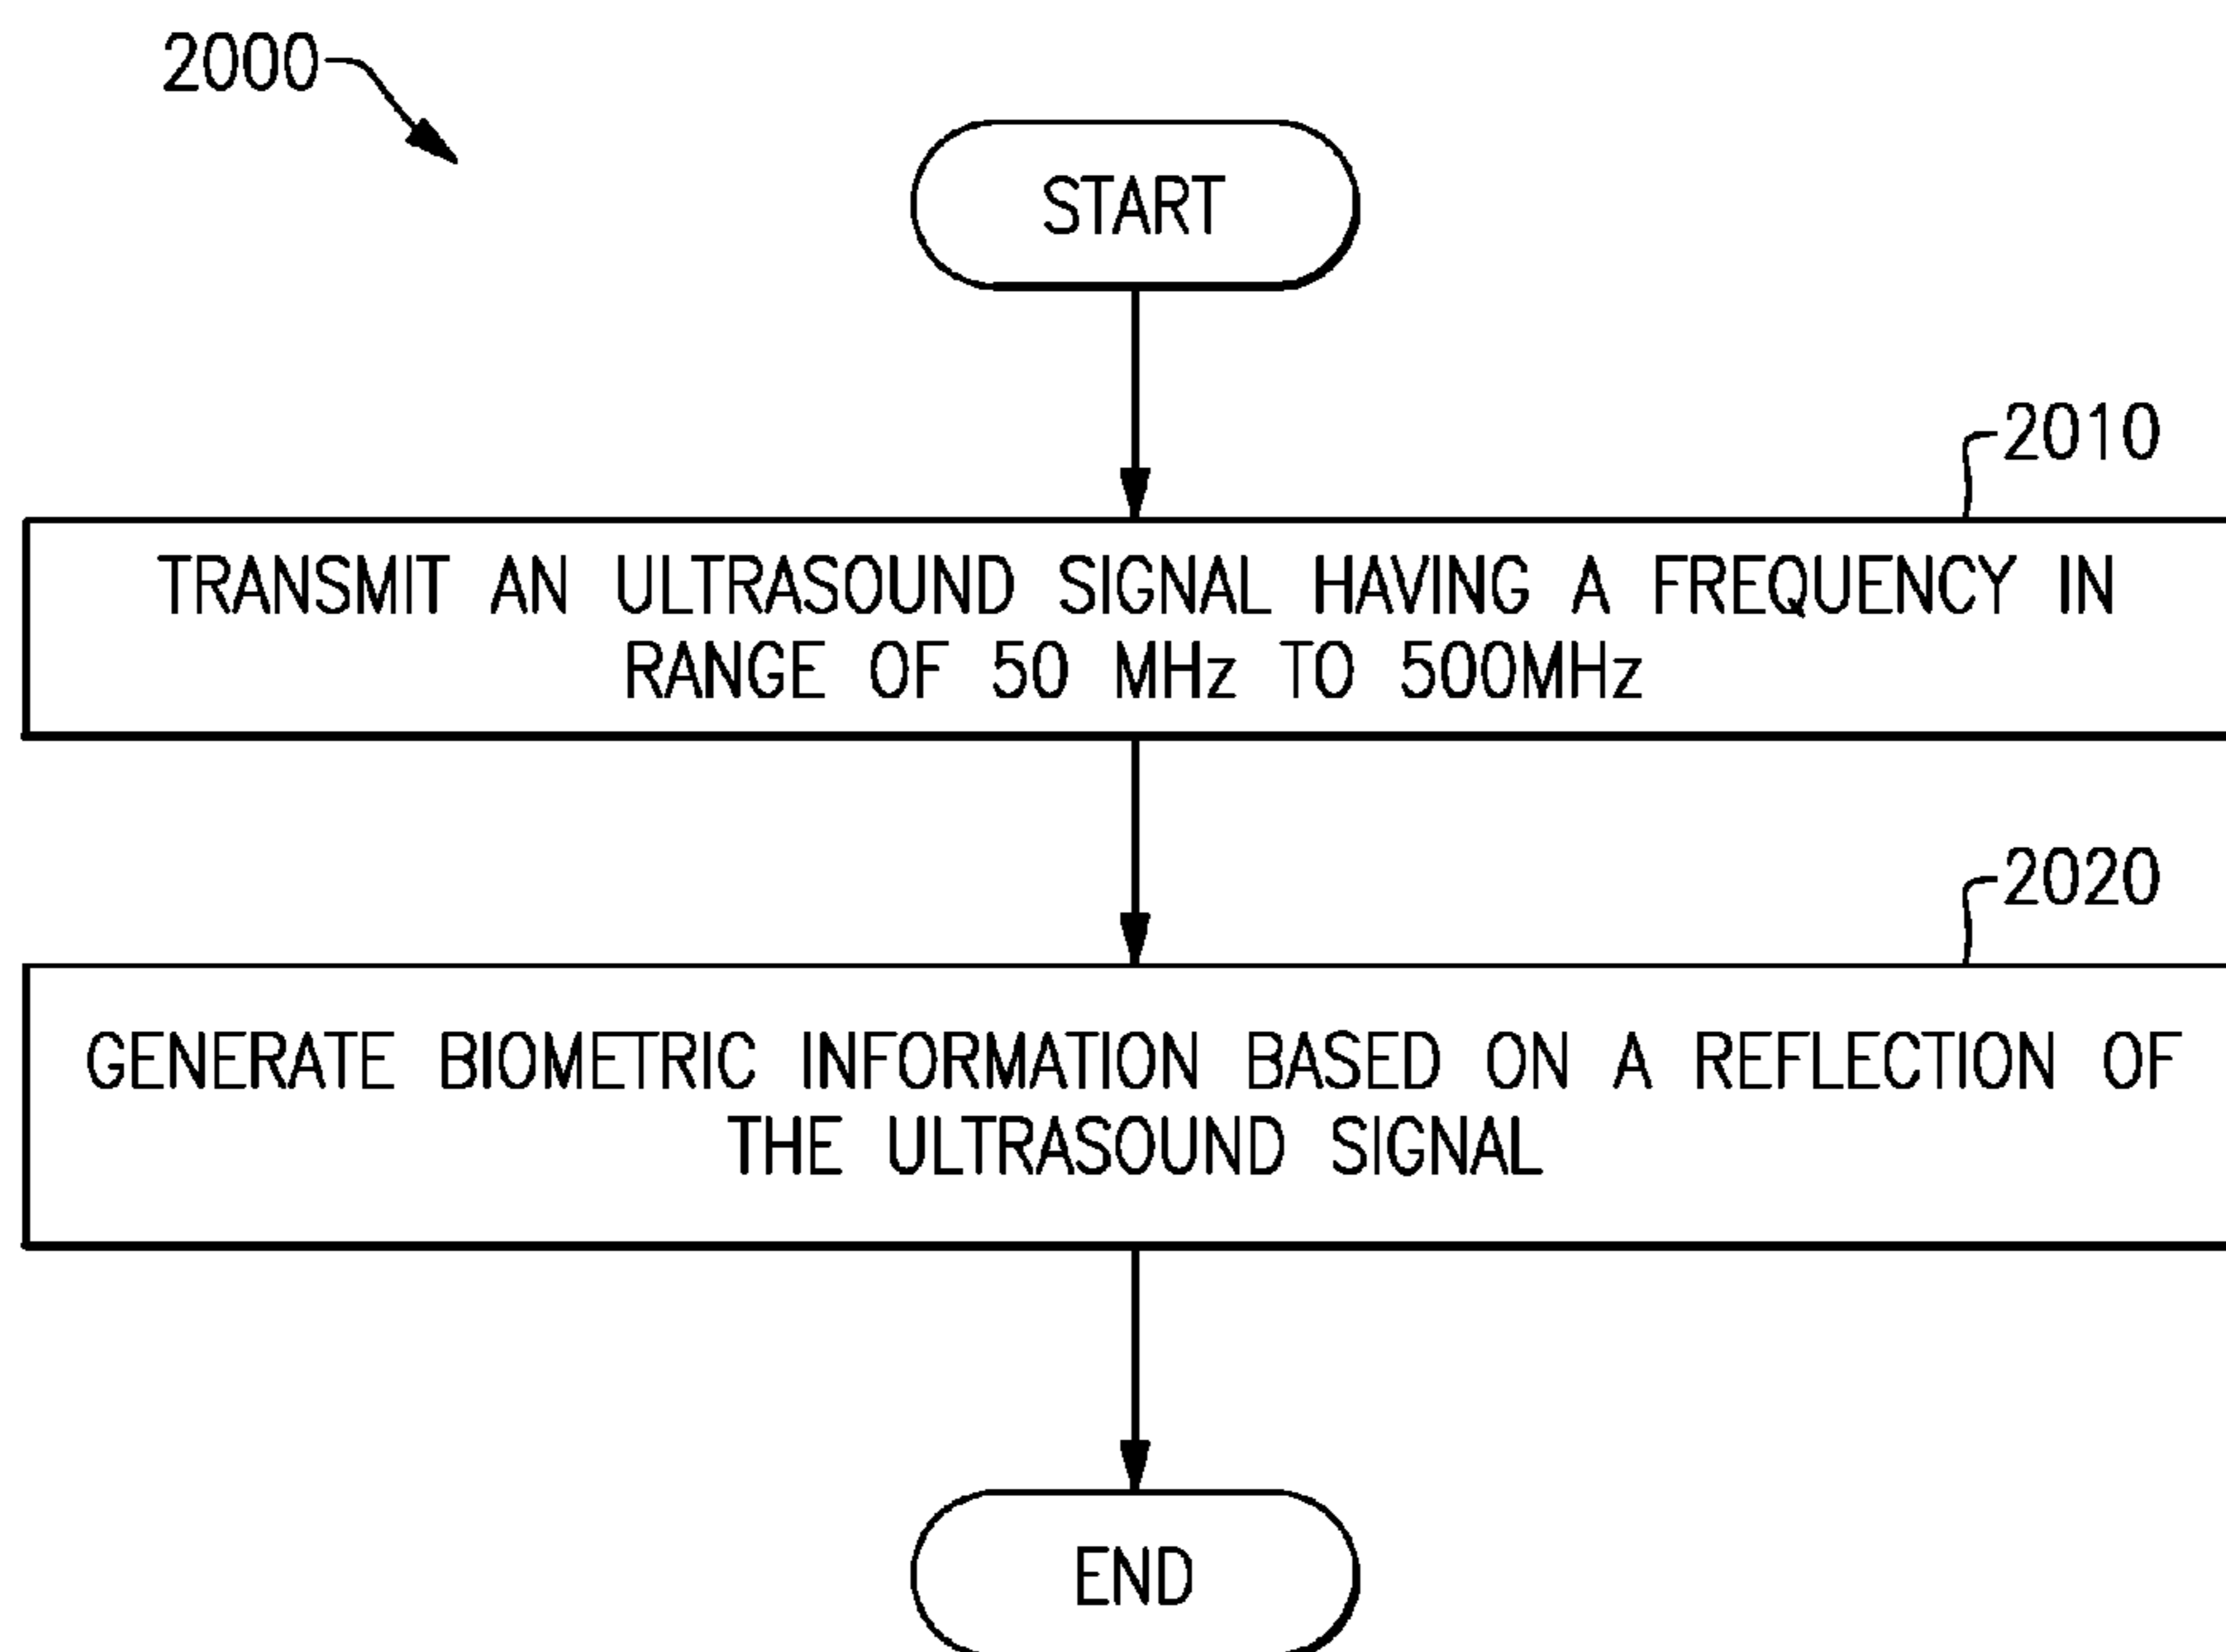 2000
START
2010
TRANSMIT AN ULTRASOUND SIGNAL HAVING A FREQUENCY IN
RANGE OF 50 MHz TO 500MHz
2020
GENERATE BIOMETRIC INFORMATION BASED ON A REFLECTION OF
THE ULTRASOUND SIGNAL
END